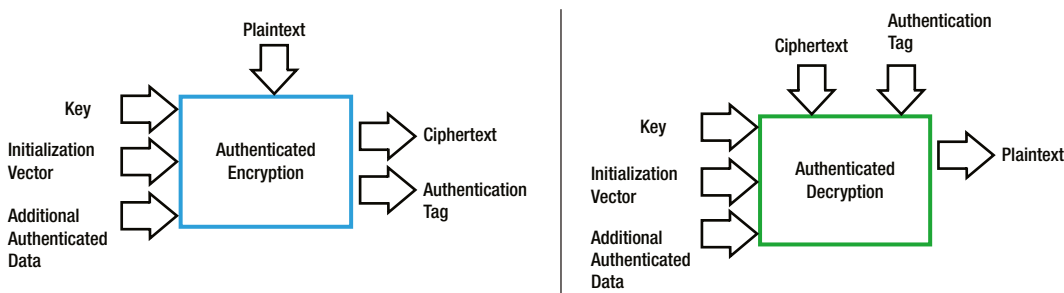 Plaintext
Key
Initialization
Vector
Additional
Authenticated
Data
Authenticated
Encryption
Ciphertext
Authentication
Tag
Ciphertext
Authentication
Tag
Key
Initialization
Vector
Additional
Authenticated
Data
Authenticated
Decryption
Plaintext